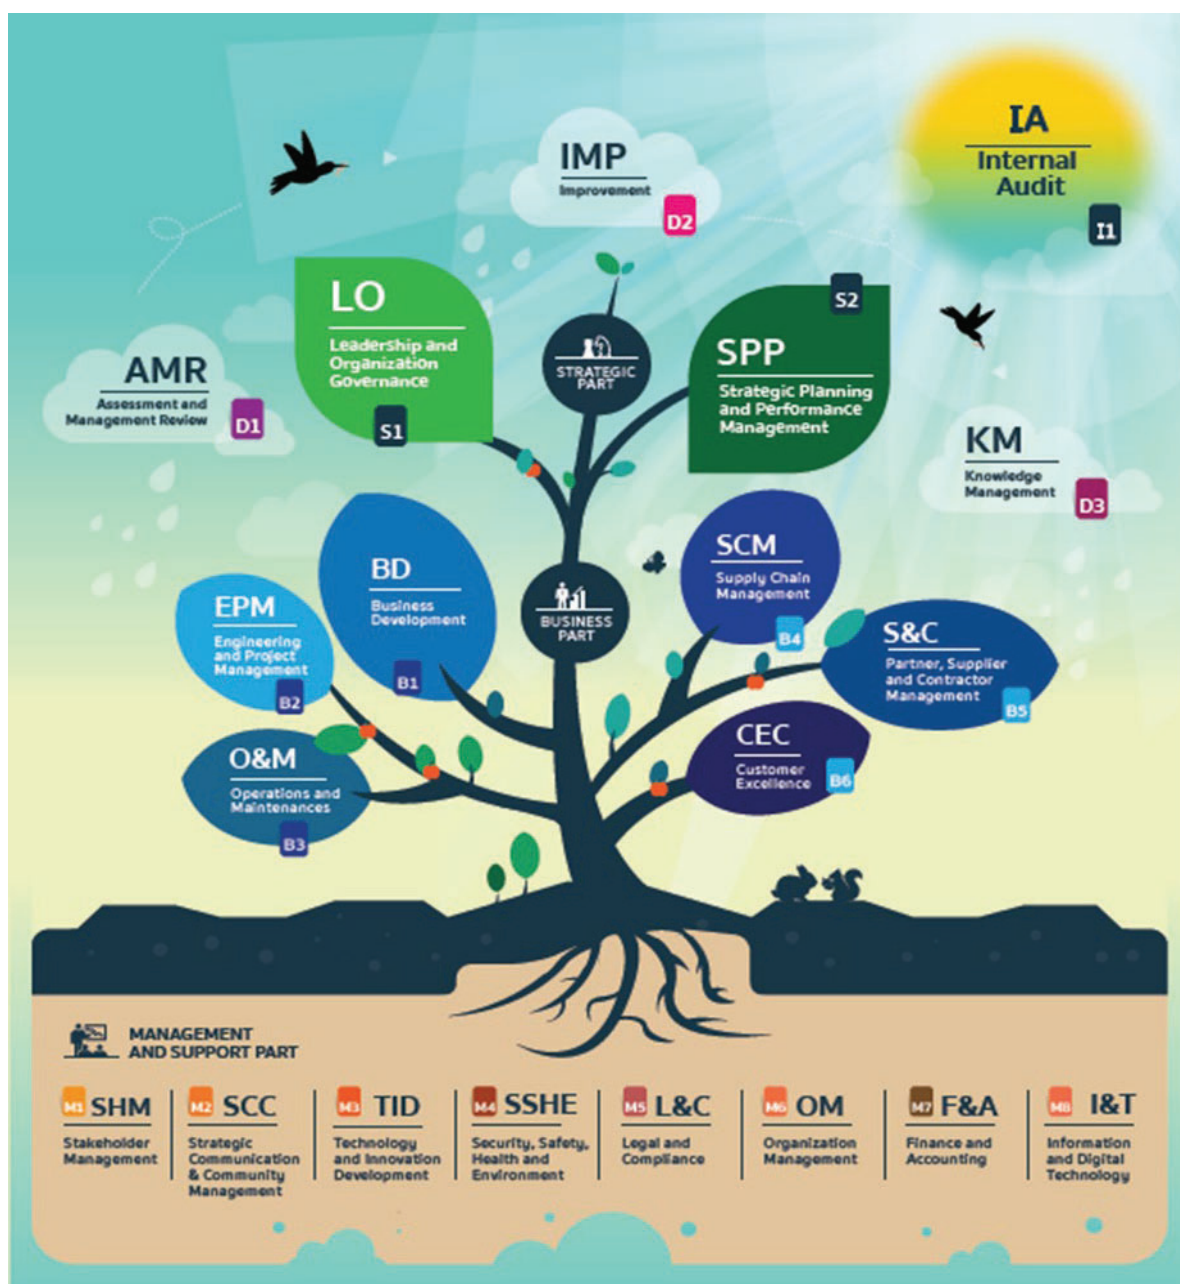 IA
Internal
Audit
I1
IMP
Improvement
D2
LO
Leadership and
Organization
Governance
S1
STRATEGIC
PART
S2
SPP
Strategic Planning
and Performance
Management
AMR
Assessment and
Management Review
D1
KM
Knowledge
Management
D3
BD
Business
Development
B1
BUSINESS
PART
SCM
Supply Chain
Management
B4
EPM
Engineering
and Project
Management
B2
S&C
Partner, Supplier
and Contractor
Management
B5
O&M
Operations and
Maintenances
B3
CEC
Customer
Excellence
B6
MANAGEMENT
AND SUPPORT PART
M1 SHM
Stakeholder
Management
M2 SCC
Strategic
Communication
& Community
Management
M3 TID
Technology
and Innovation
Development
M4 SSHE
Security, Safety,
Health and
Environment
M5 L&C
Legal and
Compliance
M6 OM
Organization
Management
M7 F&A
Finance and
Accounting
M8 I&T
Information
and Digital
Technology